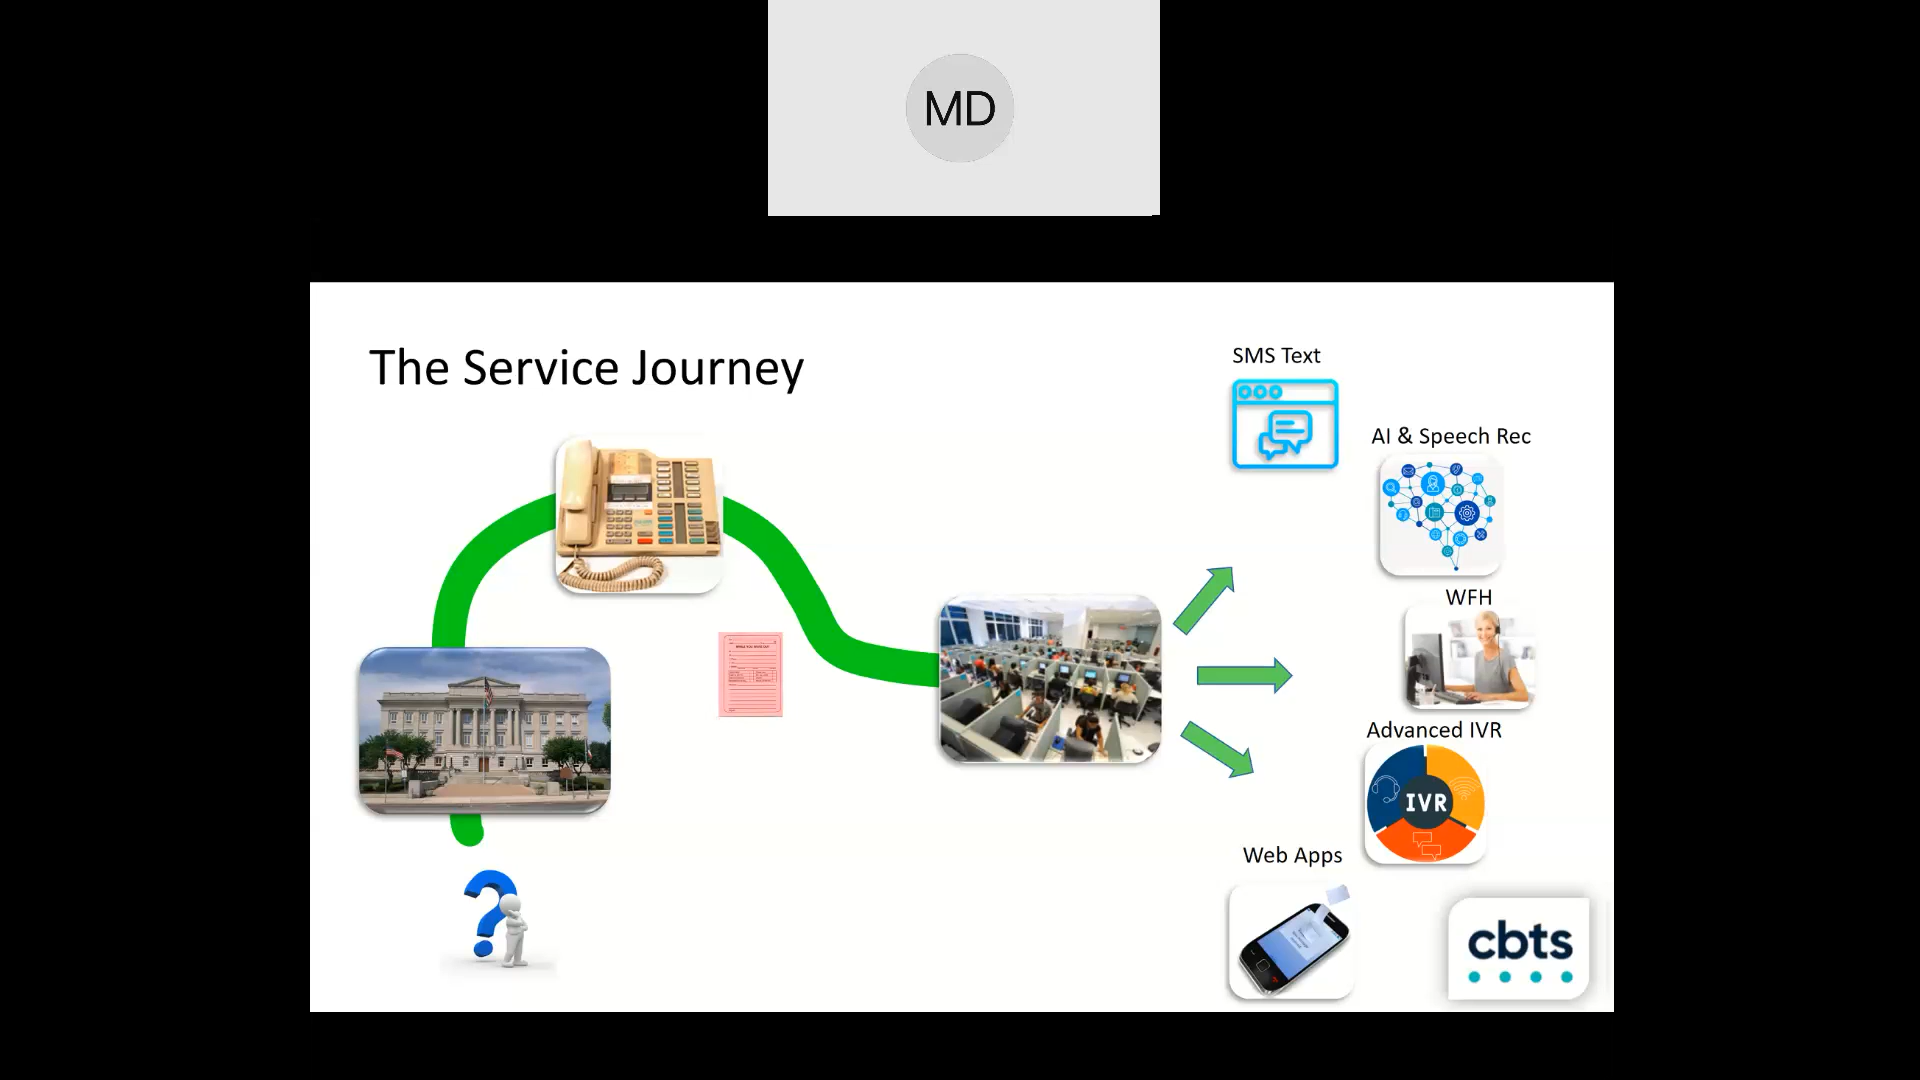 MD
The Service Journey
SMS Text
AI & Speech Rec
WFH
Advanced IVR
IVR
Web Apps
cbts